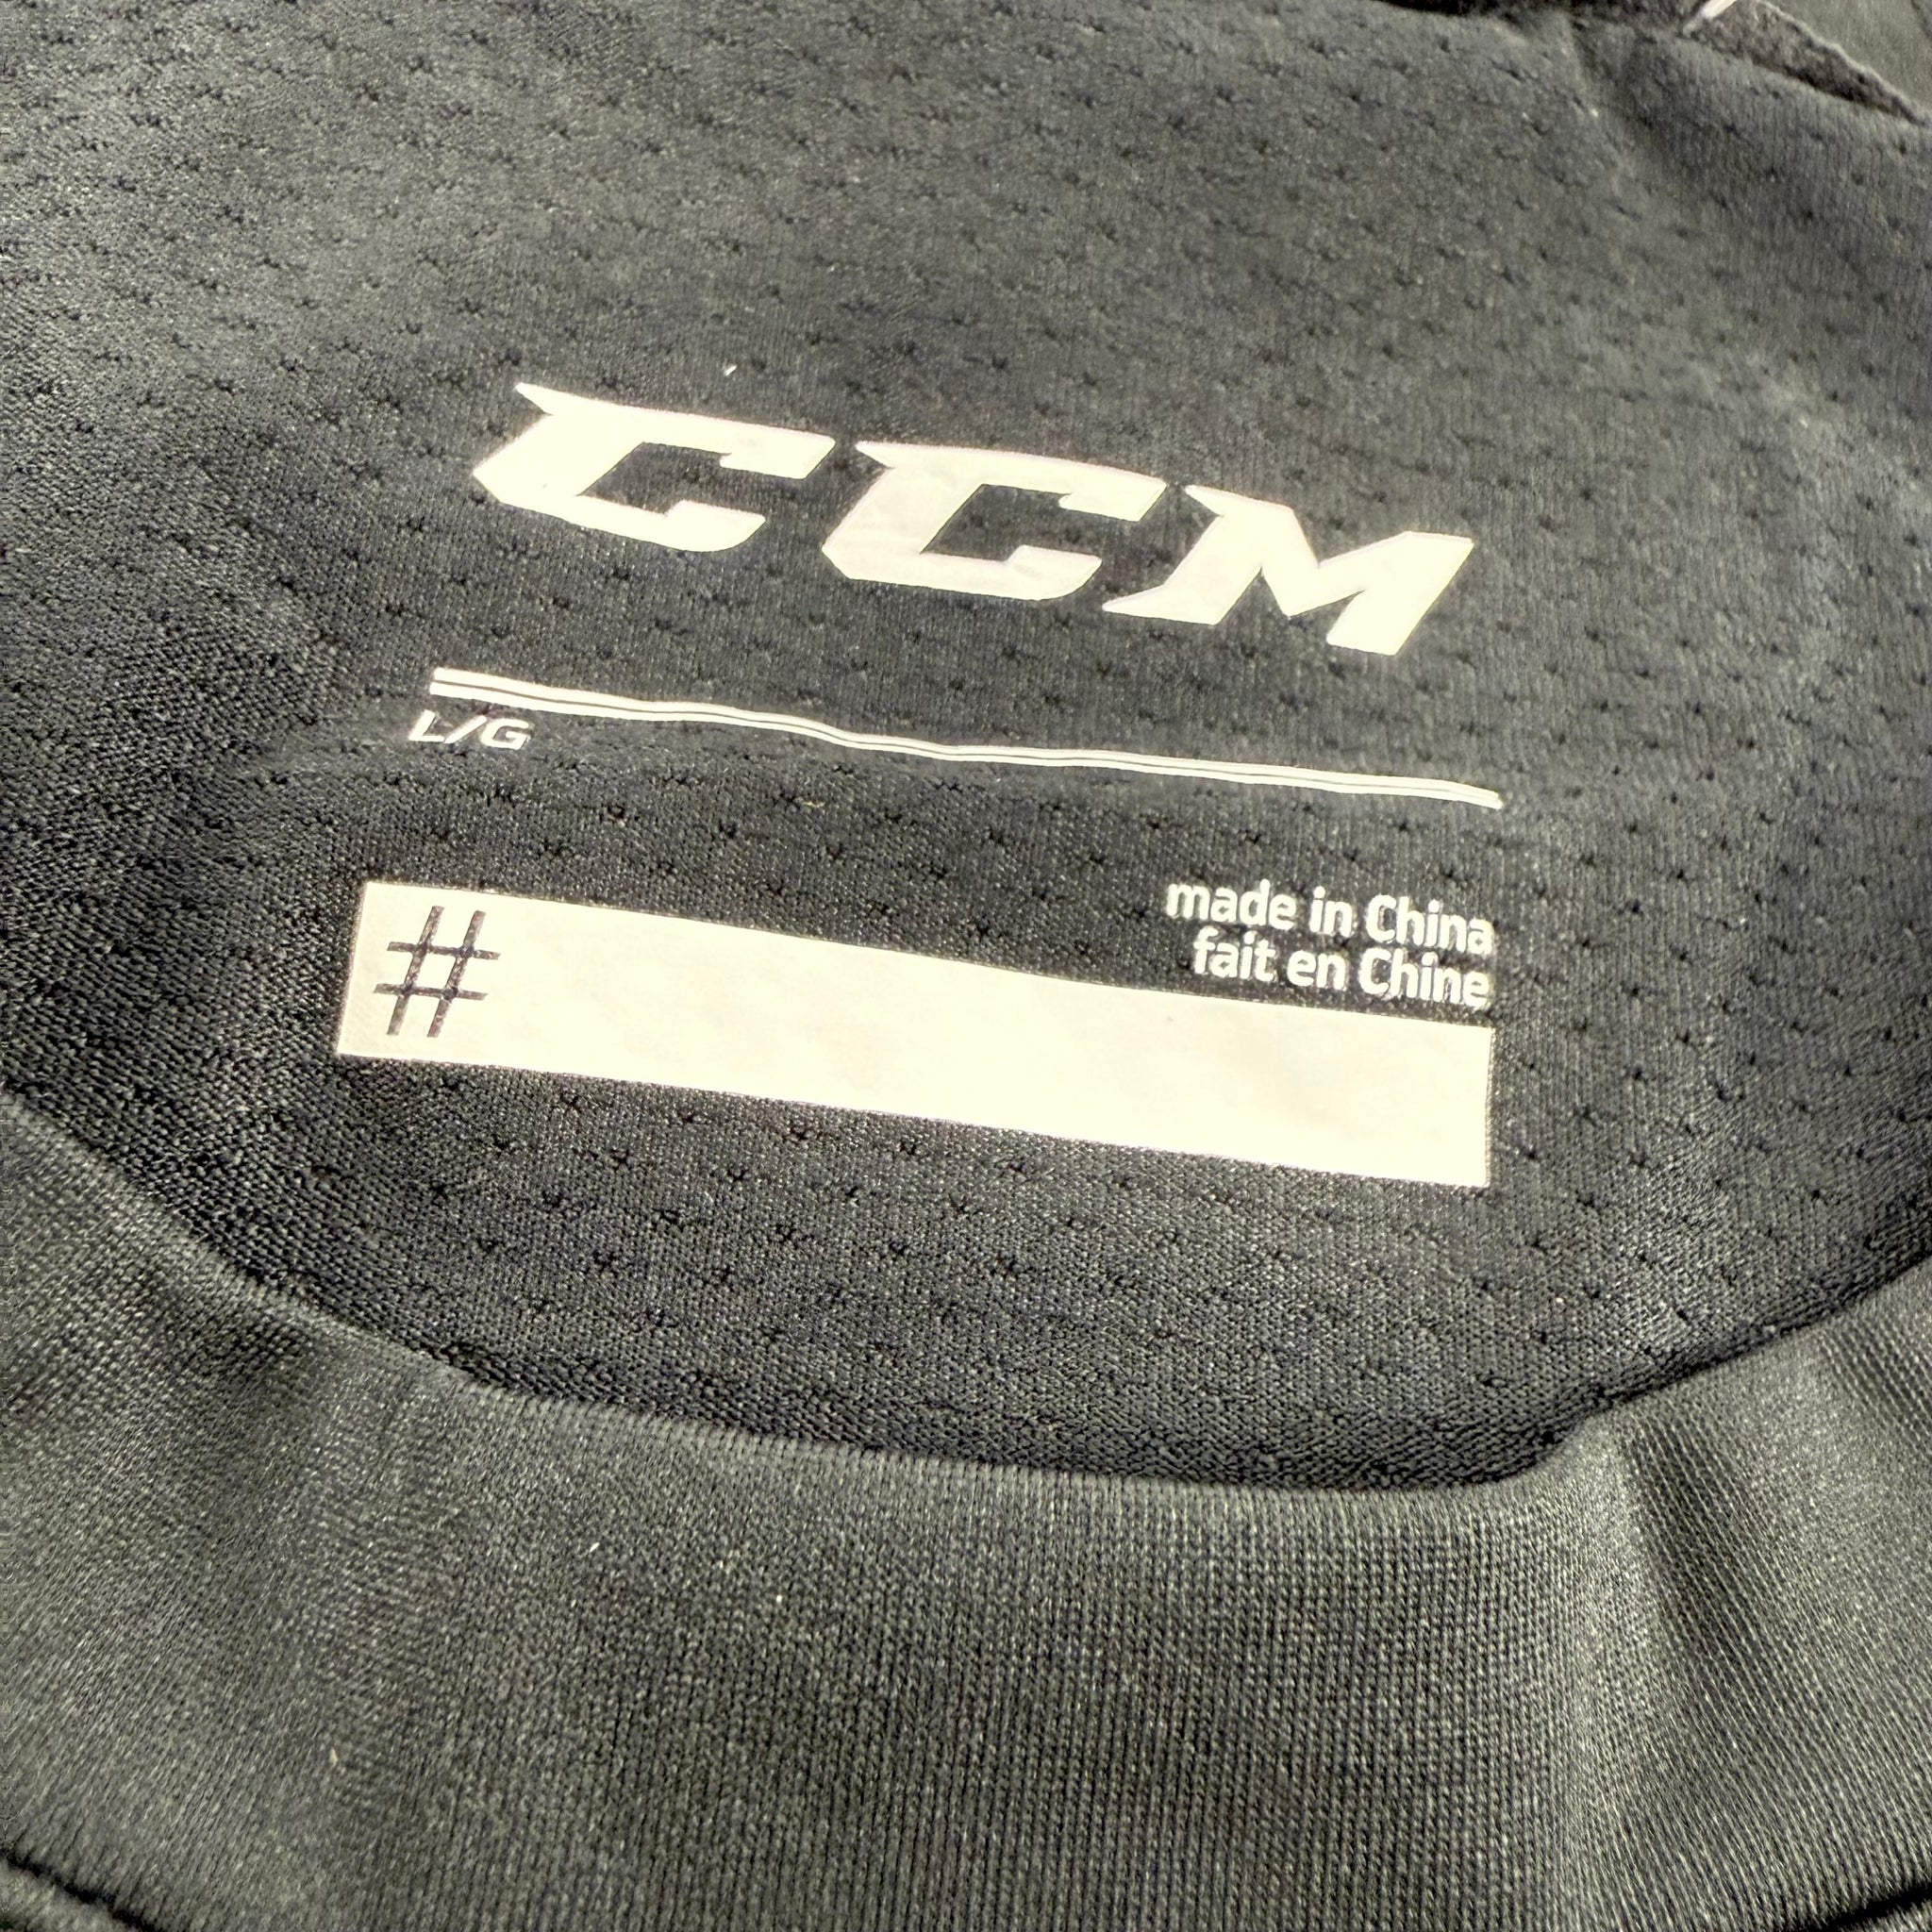 CCM
L/G
made in China
fait en Chine
#